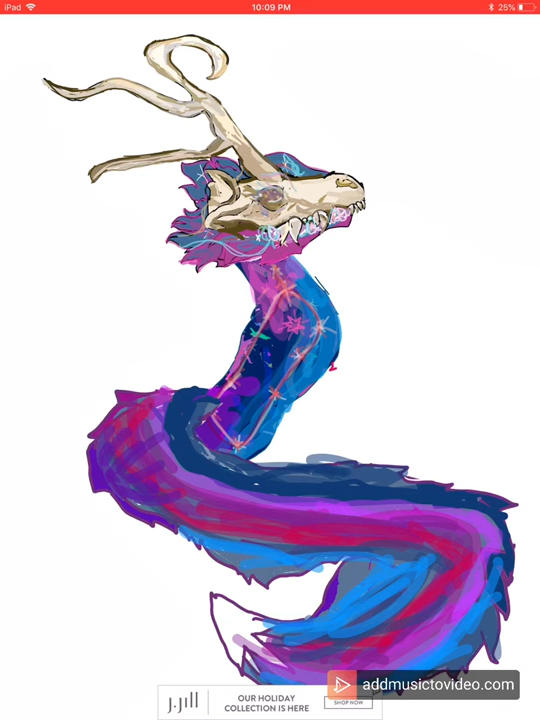 iPad 10:09 PM 25%
addmusictovideo.com
J.Jill OUR HOLIDAY COLLECTION IS HERE SHOP NOW